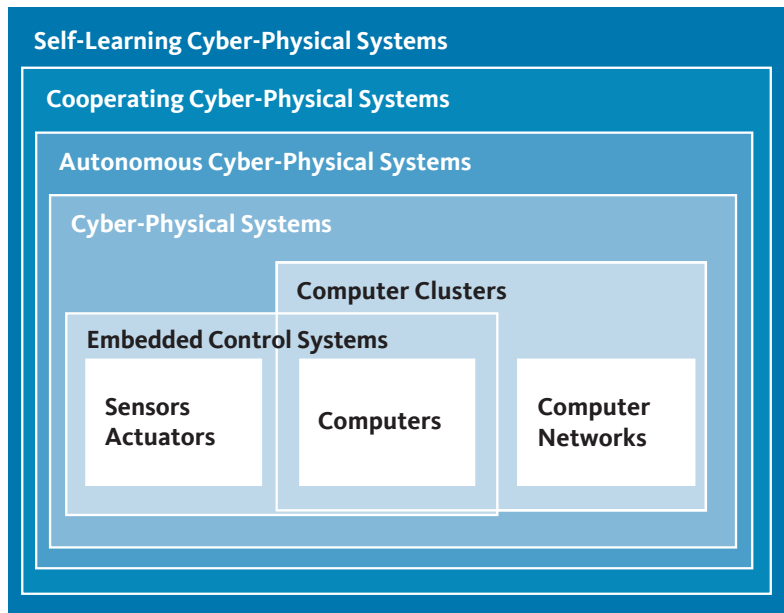 Self-Learning Cyber-Physical Systems
Cooperating Cyber-Physical Systems
Autonomous Cyber-Physical Systems
Cyber-Physical Systems
Computer Clusters
Embedded Control Systems
Sensors
Actuators
Computers
Computer
Networks